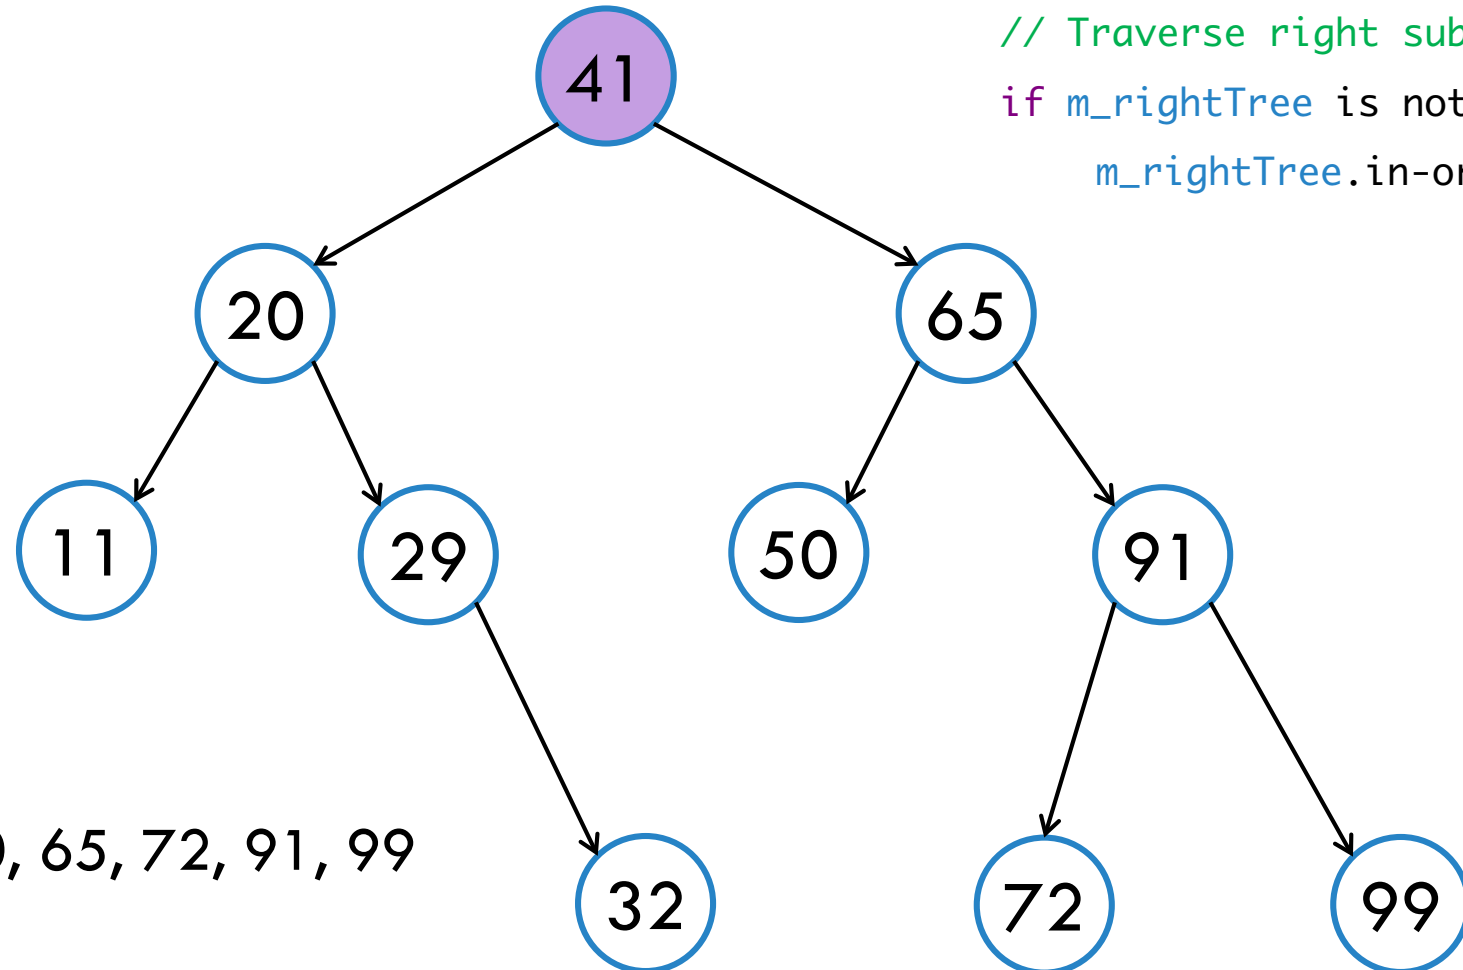 // Traverse right sub
if m_rightTree is not
m_rightTree.in-or
41
20
65
11
29
50
91
32
72
99
, 65, 72, 91, 99